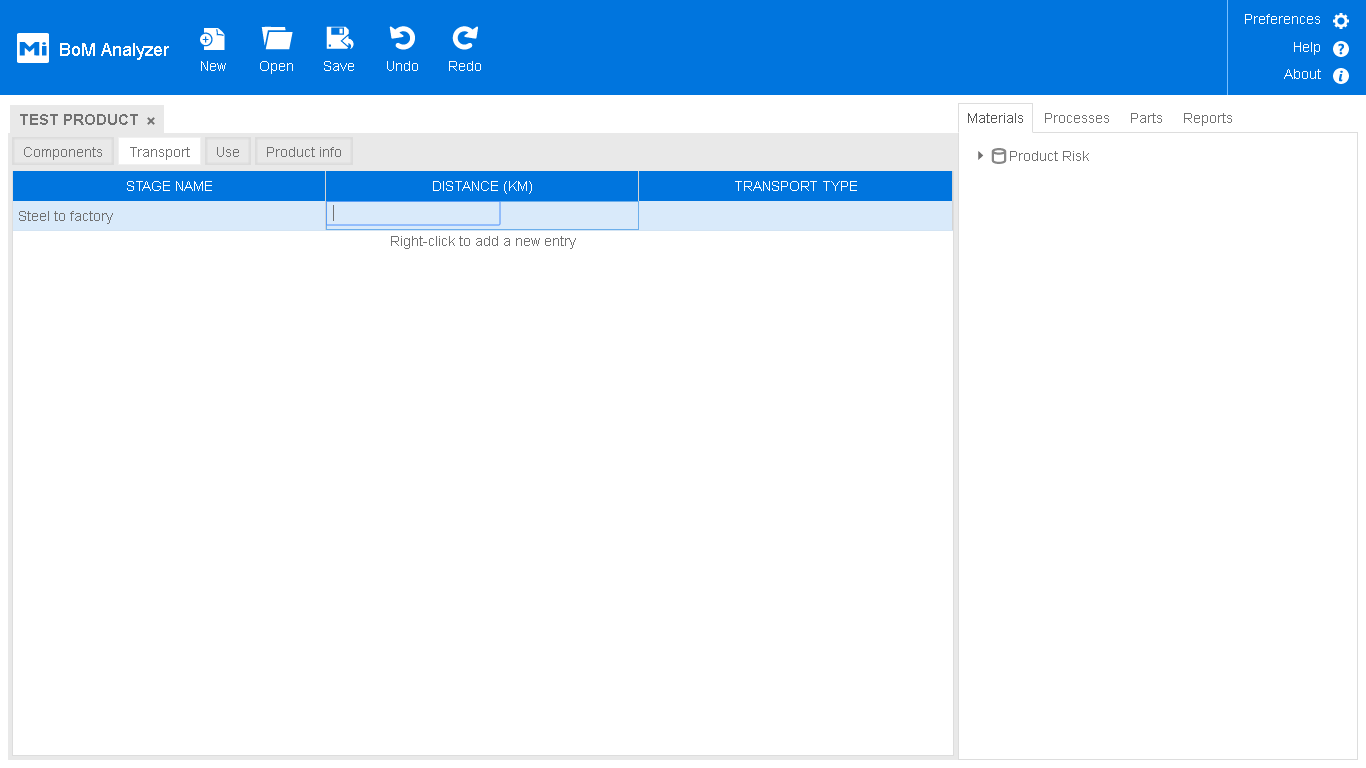 Mi BoM Analyzer
New Open Save Undo Redo
Preferences
Help
About
TEST PRODUCT ×
Components Transport Use Product info
STAGE NAME DISTANCE (KM) TRANSPORT TYPE
Steel to factory
Right-click to add a new entry
Materials Processes Parts Reports
Product Risk